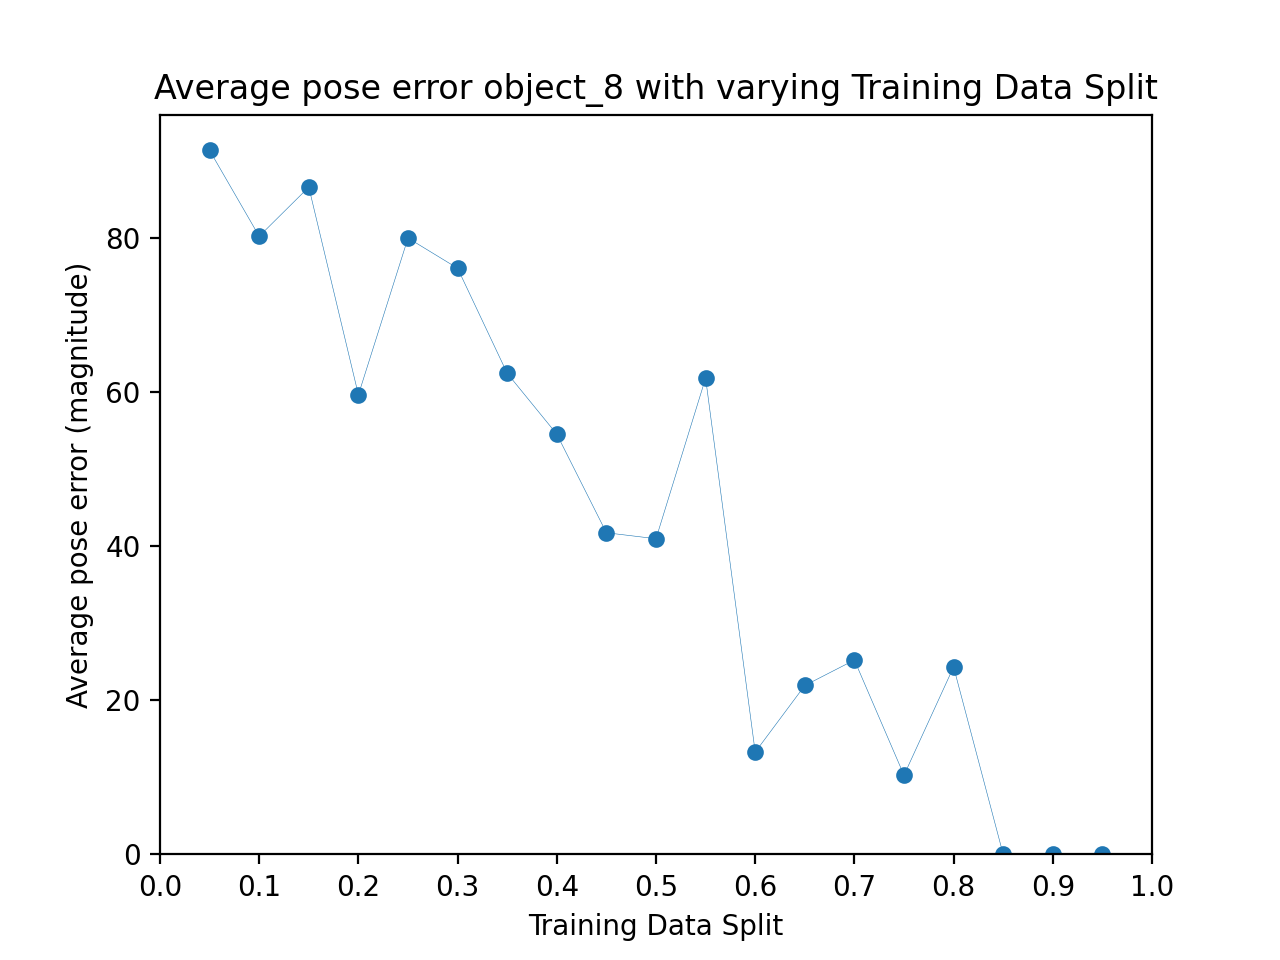 Average pose error object_8 with varying Training Data Split
Average pose error (magnitude)
80
60
40
20
0
0.0 0.1 0.2 0.3 0.4 0.5 0.6 0.7 0.8 0.9 1.0
Training Data Split